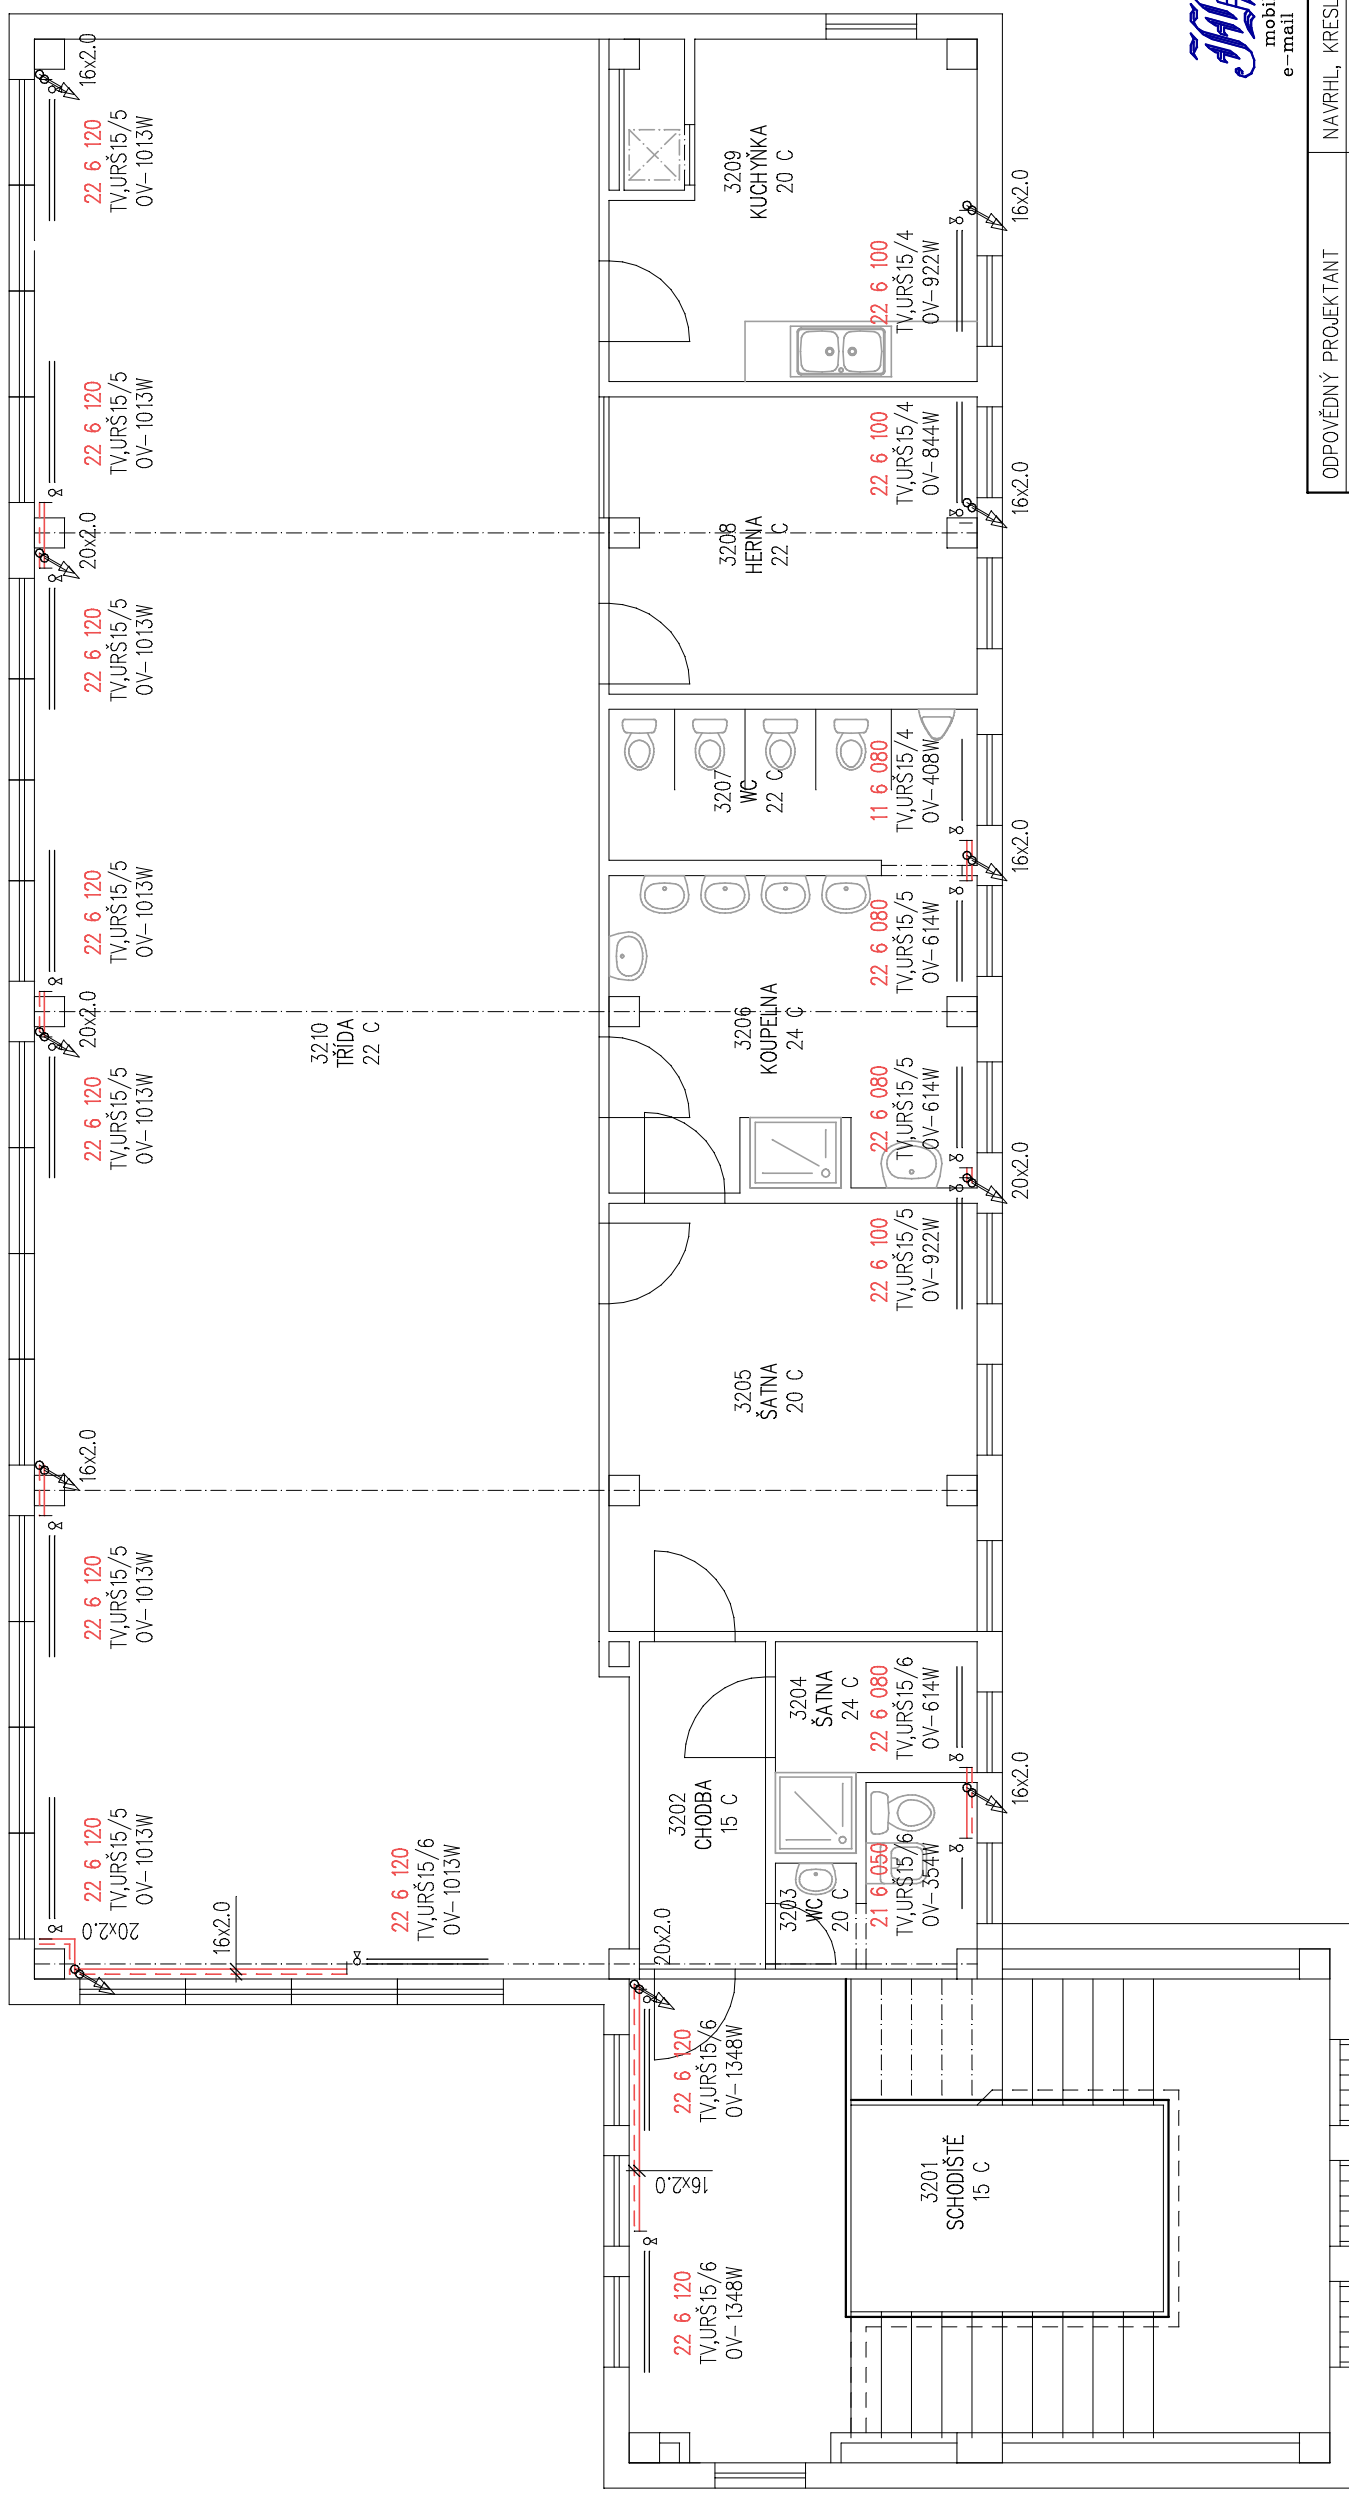 16x2.0
22 6 120
TV,URŠ15/5
OV-1013W
22 6 120
TV,URŠ15/5
OV-1013W
20x2.0
22 6 120
TV,URŠ15/5
OV-1013W
22 6 120
TV,URŠ15/5
OV-1013W
20x2.0
22 6 120
TV,URŠ15/5
OV-1013W
16x2.0
22 6 120
TV,URŠ15/5
OV-1013W
22 6 120
TV,URŠ15/5
OV-1013W
20x2.0
16x2.0
22 6 120
TV,URŠ15/6
OV-1013W
3210
TŘÍDA
22 C
3209
KUCHYŇKA
20 C
22 6 100
TV,URŠ15/4
OV-922W
16x2.0
3208
HERNA
22 C
22 6 100
TV,URŠ15/4
OV-844W
16x2.0
3207
WC
22 C
11 6 080
TV,URŠ15/4
OV-408W
16x2.0
3206
KOUPELNA
24 C
22 6 080
TV,URŠ15/5
OV-614W
22 6 080
TV,URŠ15/5
OV-614W
20x2.0
3205
ŠATNA
20 C
22 6 100
TV,URŠ15/5
OV-922W
3204
ŠATNA
24 C
22 6 080
TV,URŠ15/6
OV-614W
16x2.0
3202
CHODBA
15 C
3203
WC
20 C
21 6 050
TV,URŠ15/6
OV-354W
20x2.0
22 6 120
TV,URŠ15/6
OV-1348W
16x2.0
22 6 120
TV,URŠ15/6
OV-1348W
3201
SCHODIŠTĚ
15 C
mobi
e-mail
ODPOVĚDNÝ PROJEKTANT
NAVRHL, KRESL